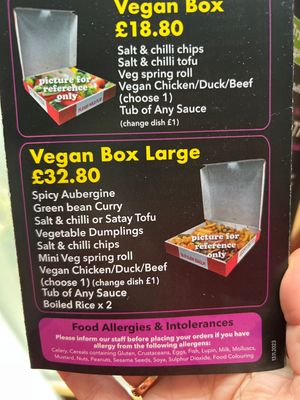 Vegan Box
£18.80
Salt & chilli chips
Salt & chilli tofu
Veg spring roll
Vegan Chicken/Duck/Beef
(choose 1)
Tub of Any Sauce
(change dish £1)
picture for
reference
only
Vegan Box Large
£32.80
Spicy Aubergine
Green bean Curry
Salt & chilli or Satay Tofu
Vegetable Dumplings
Salt & chilli chips
Mini Veg spring roll
Vegan Chicken/Duck/Beef
(choose 1) (change dish £1)
Tub of Any Sauce
Boiled Rice x 2
picture for
reference
only
Food Allergies & Intolerances
Please inform our staff before placing your orders if you have
allergy from the following allergens:
Celery, Cereals containing Gluten, Crustaceans, Eggs, Fish, Lupin, Milk, Molluscs,
Mustard, Nuts, Peanuts, Sesame Seeds, Soya, Sulphur Dioxide, Food Colouring